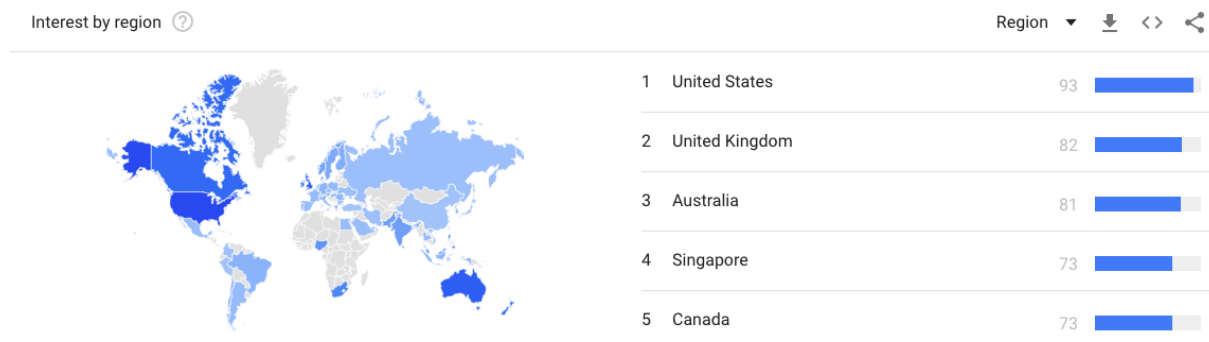 Interest by region ?
Region
1 United States 93
2 United Kingdom 82
3 Australia 81
4 Singapore 73
5 Canada 73